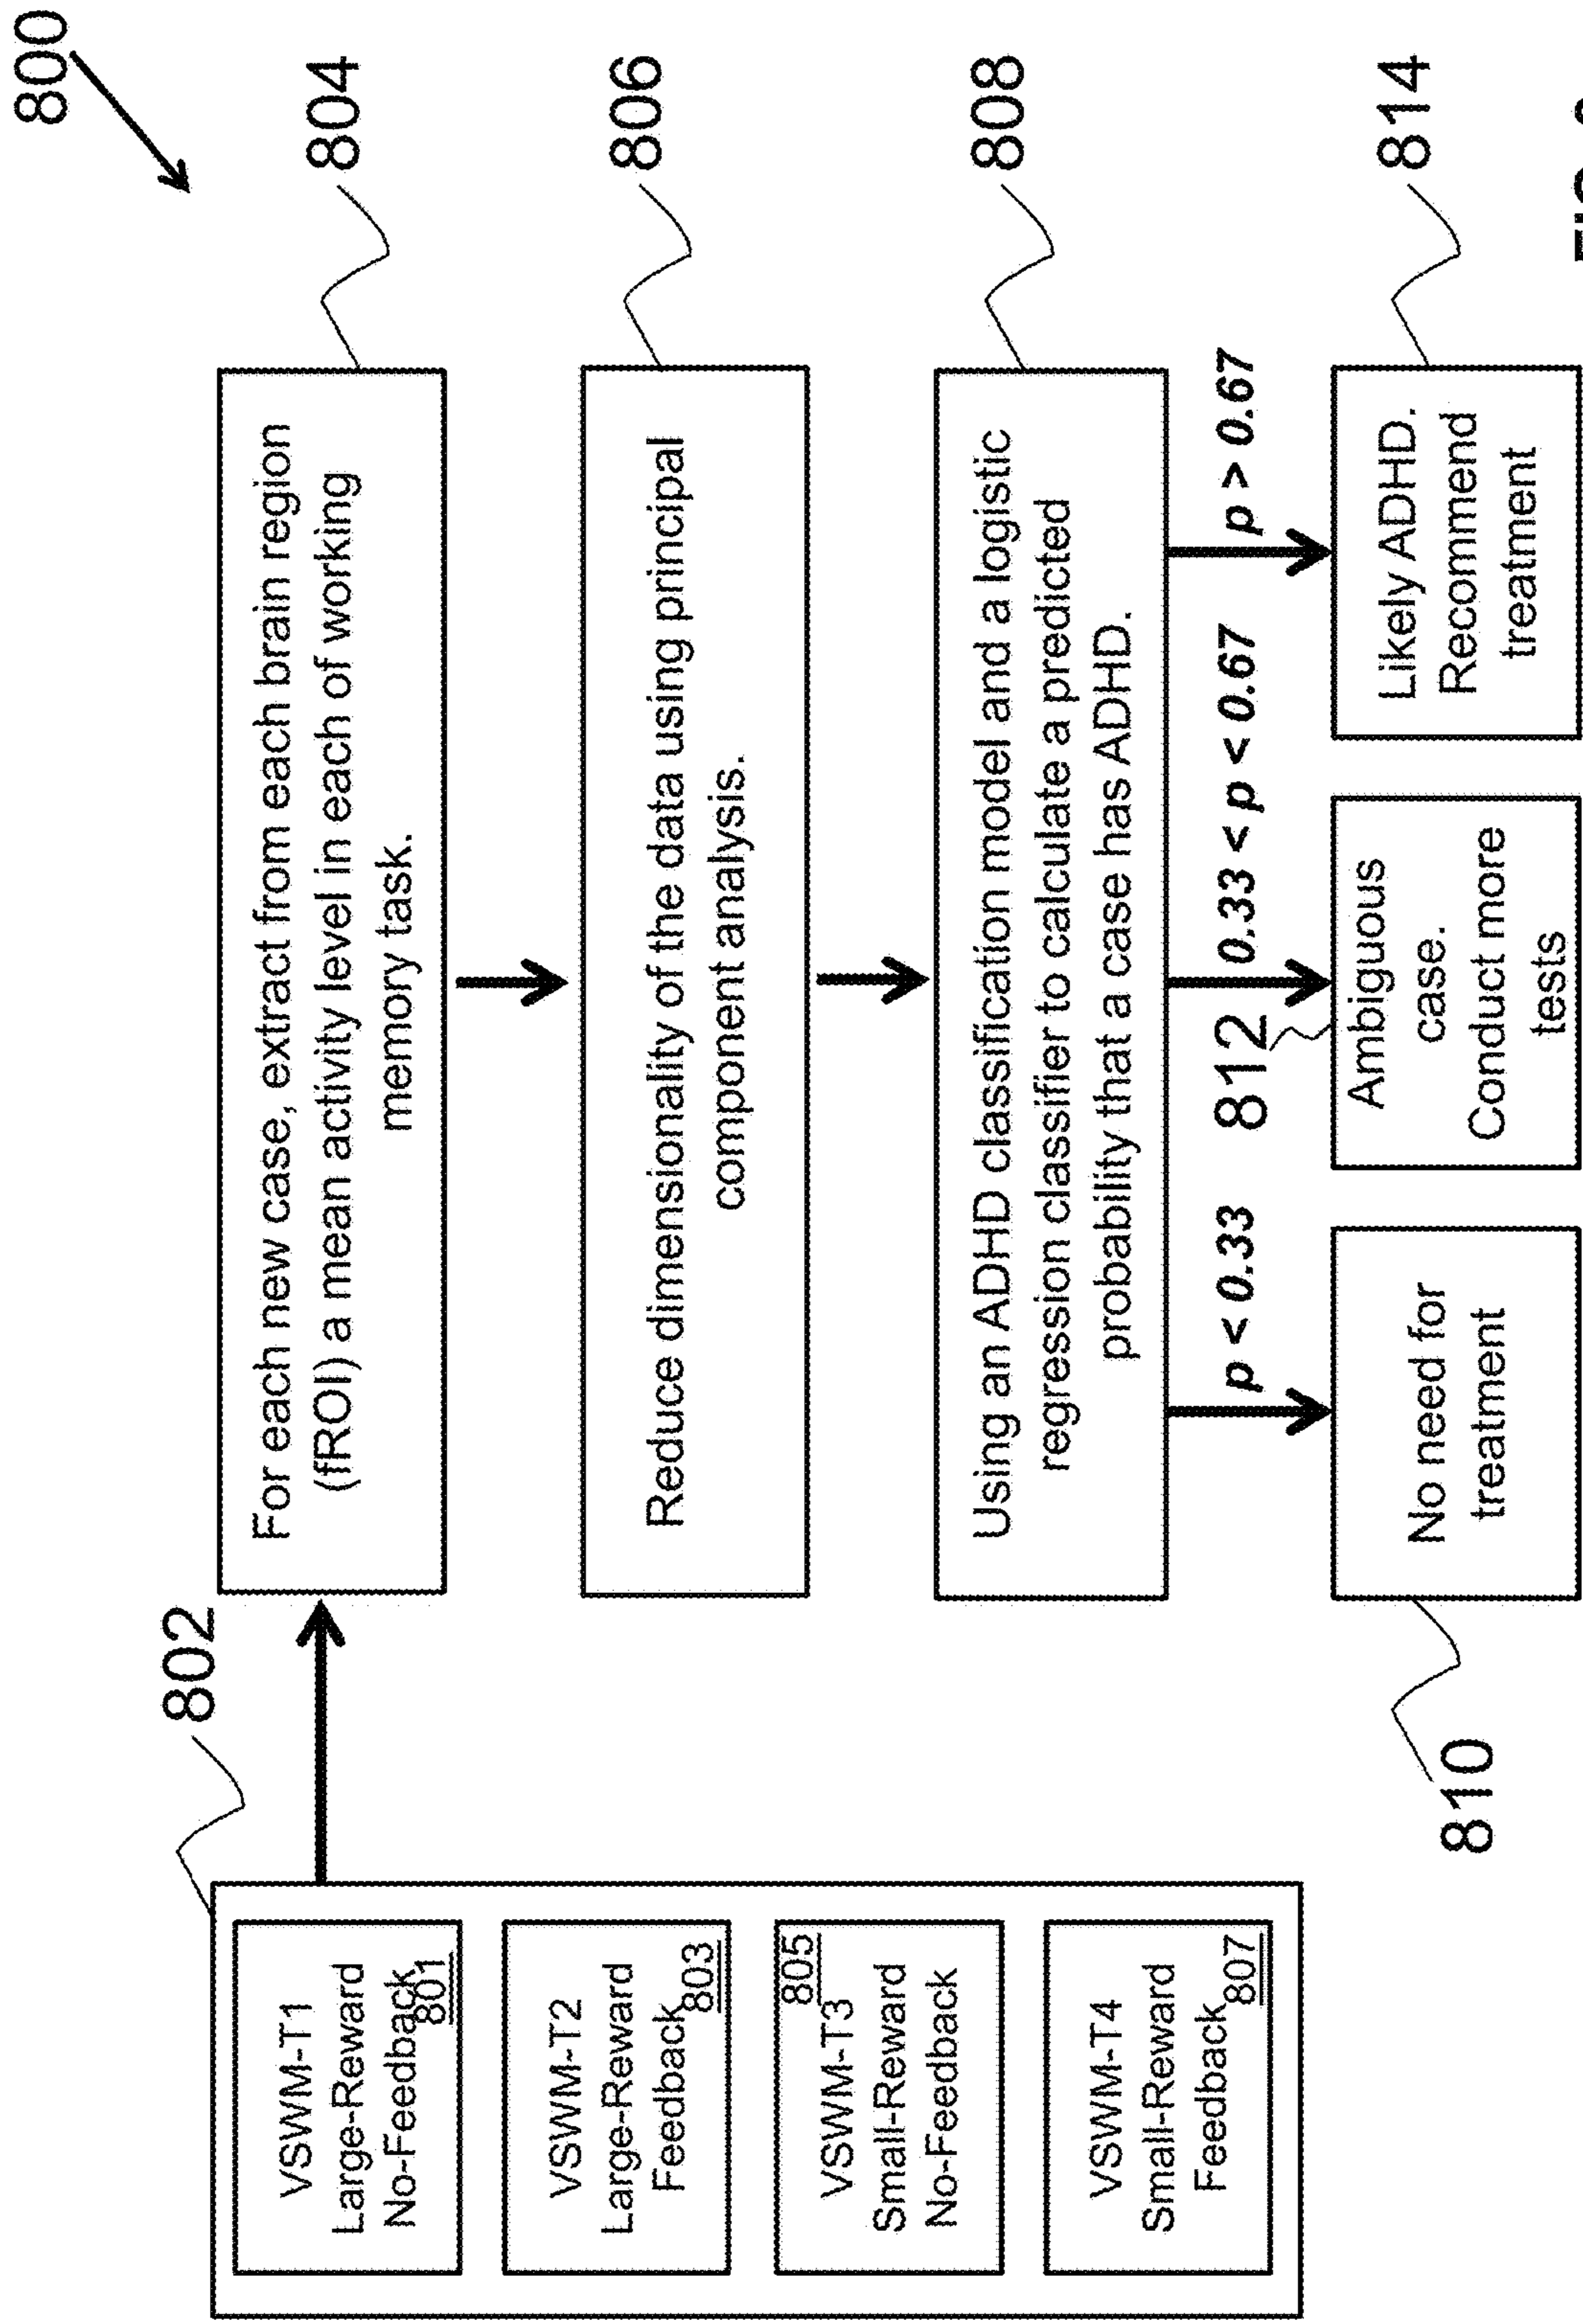 800
802
VSWM-T1
Large-Reward
No-Feedback
801
VSWM-T2
Large-Reward
Feedback
803
805
VSWM-T3
Small-Reward
No-Feedback
VSWM-T4
Small-Reward
Feedback
807
For each new case, extract from each brain region
(fROI) a mean activity level in each of working
memory task.
804
Reduce dimensionality of the data using principal
component analysis.
806
Using an ADHD classification model and a logistic
regression classifier to calculate a predicted
probability that a case has ADHD.
808
p < 0.33
812
0.33 < p < 0.67
p > 0.67
810
No need for
treatment
Ambiguous
case.
Conduct more
tests
Likely ADHD.
Recommend
treatment
814